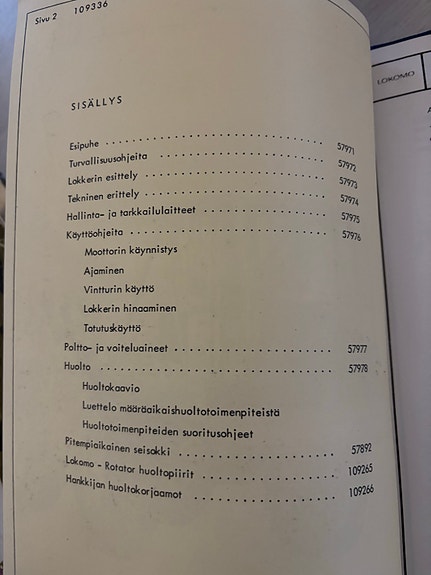 Sivu 2 109336
SISÄLLYS
Esipuhe 57971
Turvallisuusohjeita 57972
Lokkerin esittely 57973
Tekninen erittely 57974
Hallinta- ja tarkkailulaitteet 57975
Käyttöohjeita 57976
Moottorin käynnistys
Ajaminen
Vintturin käyttö
Lokkerin hinaaminen
Totutuskäyttö
Poltto- ja voiteluaineet 57977
Huolto 57978
Huoltokaavio
Luettelo määräaikaishuoltotoimenpiteistä
Huoltotoimenpiteiden suoritusohjeet
Pitempiaikainen seisokki 57892
Lokomo - Rotator huoltopiirit 109265
Hankkijan huoltokorjaamot 109266
LOKOMO